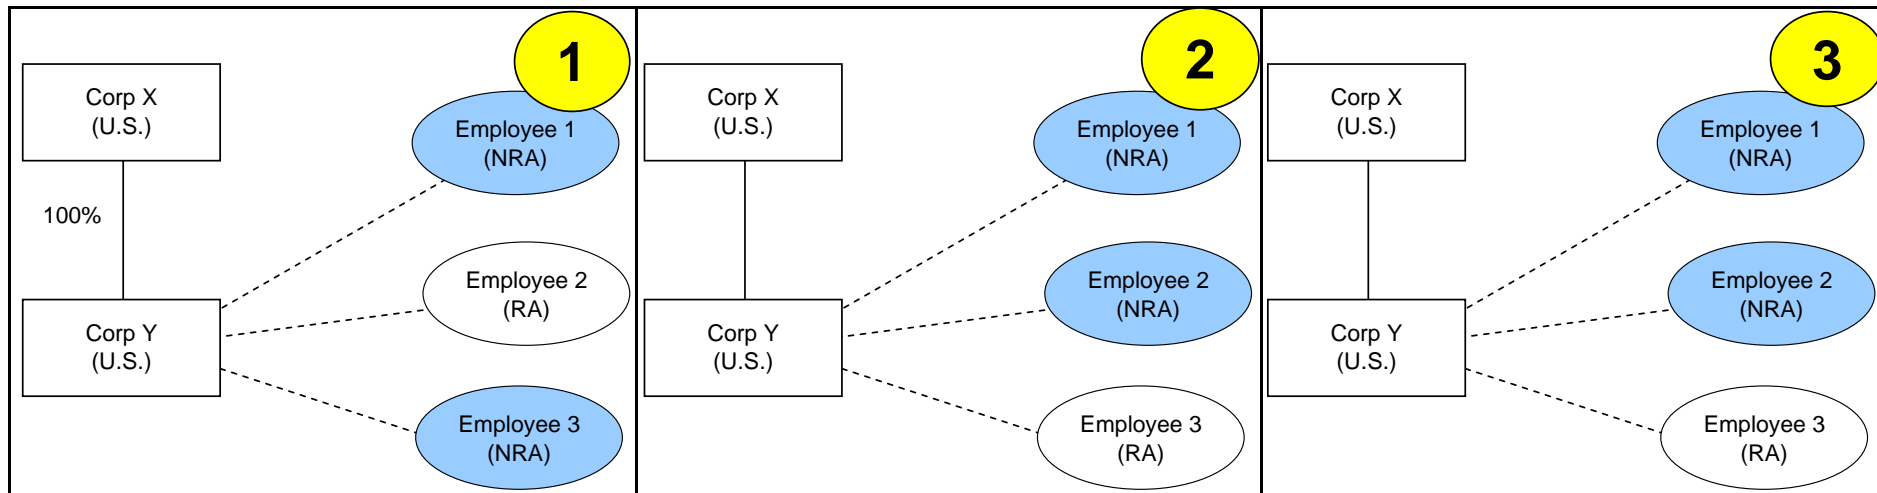 1
Corp X
(U.S.)
Employee 1
(NRA)
100%
Employee 2
(RA)
Corp Y
(U.S.)
Employee 3
(NRA)
2
Corp X
(U.S.)
Employee 1
(NRA)
Employee 2
(NRA)
Corp Y
(U.S.)
Employee 3
(RA)
3
Corp X
(U.S.)
Employee 1
(NRA)
Employee 2
(NRA)
Corp Y
(U.S.)
Employee 3
(RA)